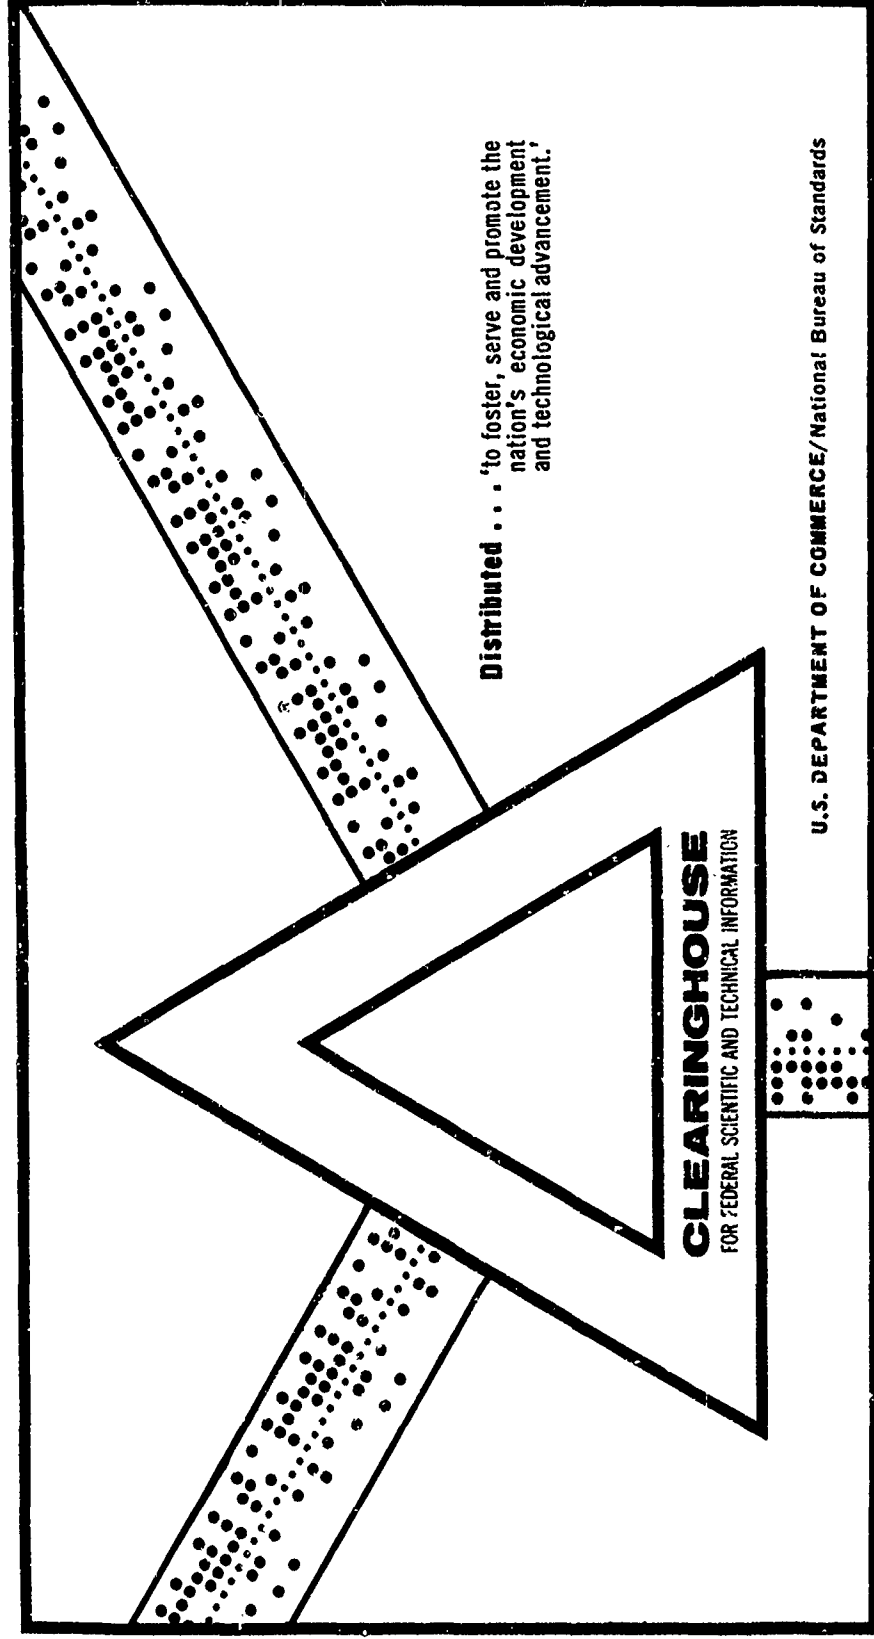 Distributed . . . 'to foster, serve and promote the
nation's economic development
and technological advancement.'
CLEARINGHOUSE
FOR FEDERAL SCIENTIFIC AND TECHNICAL INFORMATION
U.S. DEPARTMENT OF COMMERCE/National Bureau of Standards